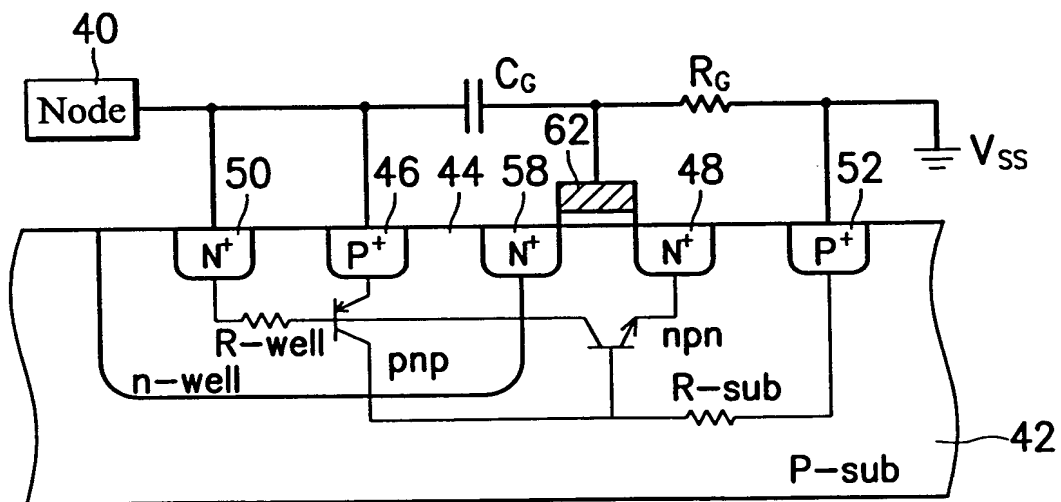 40
Node
C_G
R_G
62
V_SS
50
46
44
58
48
52
N+
P+
N+
N+
P+
R-well
pnp
npn
n-well
R-sub
42
P-sub